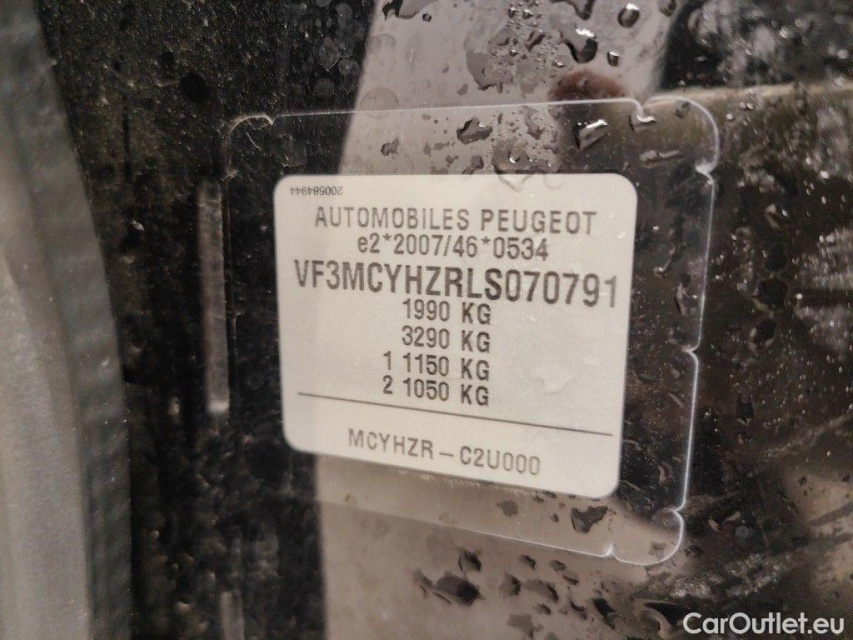 200584944
AUTOMOBILES PEUGEOT
e2*2007/46*0534
VF3MCYHZRLS070791
1990 KG
3290 KG
1 1150 KG
2 1050 KG
MCYHZR-C2U000
CarOutlet.eu